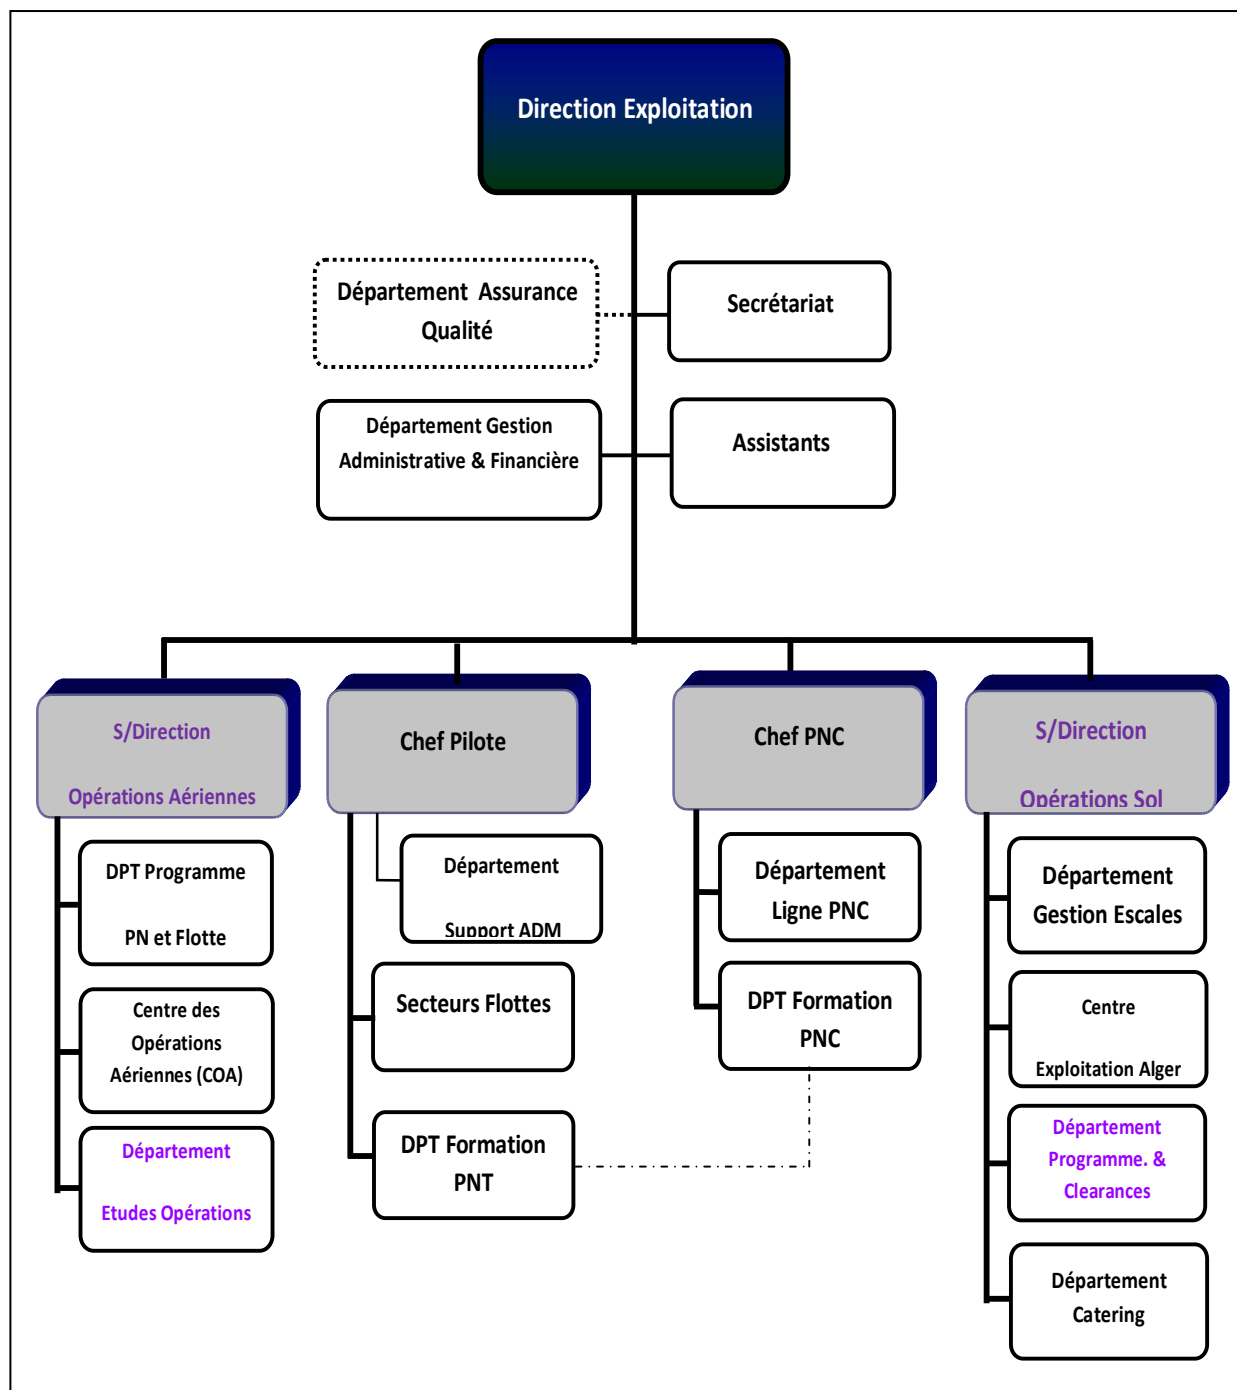 Direction Exploitation
Département  Assurance
Qualité
Secrétariat
Département Gestion
Administrative & Financière
Assistants
S/Direction
Opérations Aériennes
Chef Pilote
Chef PNC
S/Direction
Opérations Sol
DPT Programme
PN et Flotte
Centre des
Opérations
Aériennes (COA)
Département
Etudes Opérations
Département
Support ADM
Secteurs Flottes
DPT Formation
PNT
Département
Ligne PNC
DPT Formation
PNC
Département
Gestion Escales
Centre
Exploitation Alger
Département
Programme. &
Clearances
Département
Catering